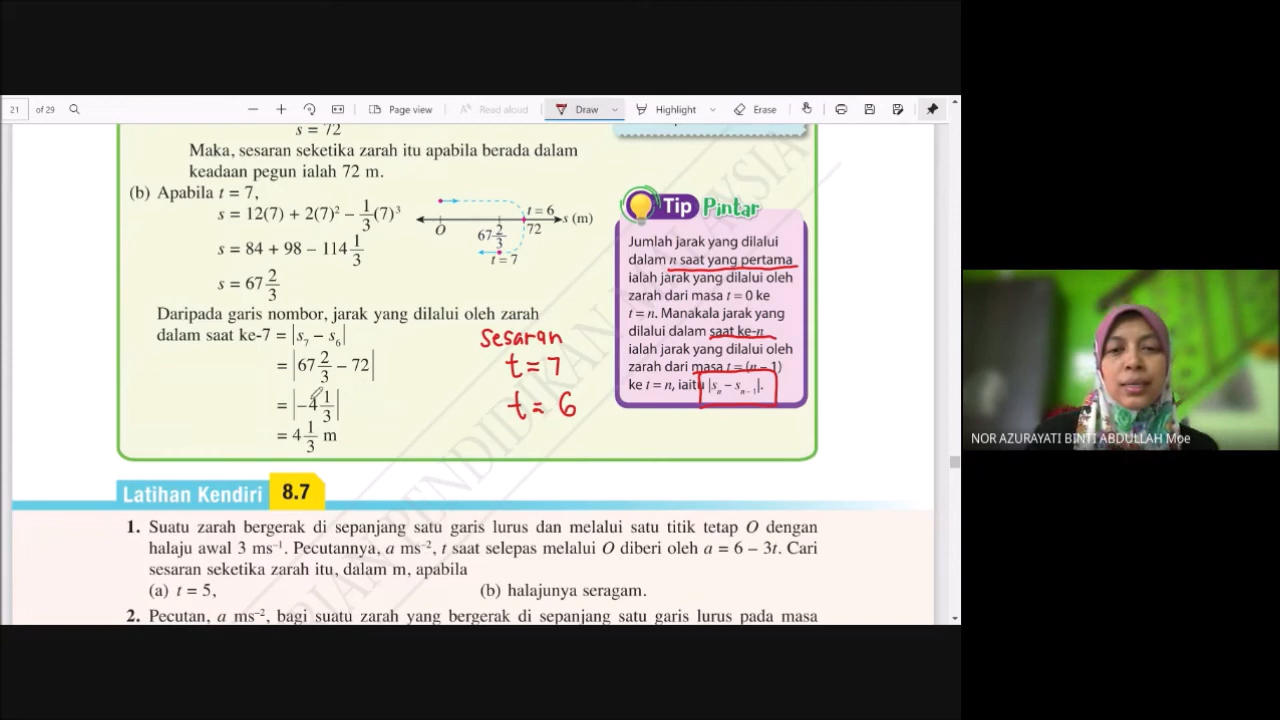 21 of 29 Page view Read aloud Draw Highlight Erase
s = 72
Maka, sesaran seketika zarah itu apabila berada dalam
keadaan pegun ialah 72 m.
(b) Apabila t = 7,
s = 12(7) + 2(7)² – 1/3(7)³
s = 84 + 98 – 114 1/3
s = 67 2/3
t = 6
s (m)
O
67 2/3
72
t = 7
Daripada garis nombor, jarak yang dilalui oleh zarah
dalam saat ke-7 = |s₇ – s₆|
= |67 2/3 – 72|
= |–4 1/3|
= 4 1/3 m
sesaran
t = 7
t = 6
Tip Pintar
Jumlah jarak yang dilalui
dalam n saat yang pertama
ialah jarak yang dilalui oleh
zarah dari masa t = 0 ke
t = n. Manakala jarak yang
dilalui dalam saat ke-n
ialah jarak yang dilalui oleh
zarah dari masa t = (n – 1)
ke t = n, iaitu |sₙ – sₙ₋₁|.
Latihan Kendiri 8.7
1. Suatu zarah bergerak di sepanjang satu garis lurus dan melalui satu titik tetap O dengan
halaju awal 3 ms⁻¹. Pecutannya, a ms⁻², t saat selepas melalui O diberi oleh a = 6 – 3t. Cari
sesaran seketika zarah itu, dalam m, apabila
(a) t = 5, (b) halajunya seragam.
2. Pecutan, a ms⁻², bagi suatu zarah yang bergerak di sepanjang satu garis lurus pada masa
NOR AZURAYATI BINTI ABDULLAH Moe